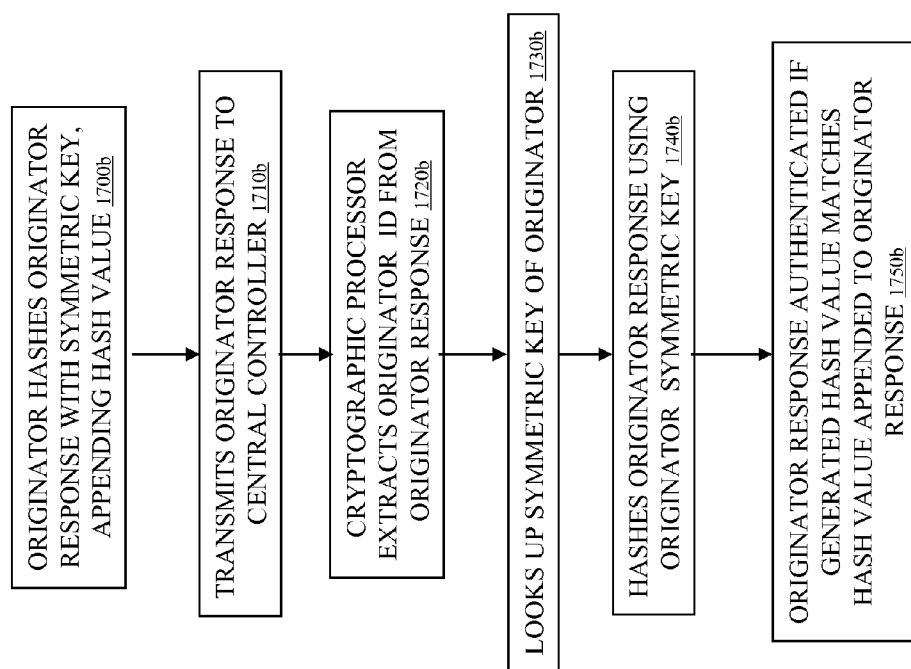 ORIGINATOR HASHES ORIGINATOR
RESPONSE WITH SYMMETRIC KEY,
APPENDING HASH VALUE 1700b
TRANSMITS ORIGINATOR RESPONSE TO
CENTRAL CONTROLLER 1710b
CRYPTOGRAPHIC PROCESSOR
EXTRACTS ORIGINATOR ID FROM
ORIGINATOR RESPONSE 1720b
LOOKS UP SYMMETRIC KEY OF ORIGINATOR 1730b
HASHES ORIGINATOR RESPONSE USING
ORIGINATOR SYMMETRIC KEY 1740b
ORIGINATOR RESPONSE AUTHENTICATED IF
GENERATED HASH VALUE MATCHES
HASH VALUE APPENDED TO ORIGINATOR
RESPONSE 1750b